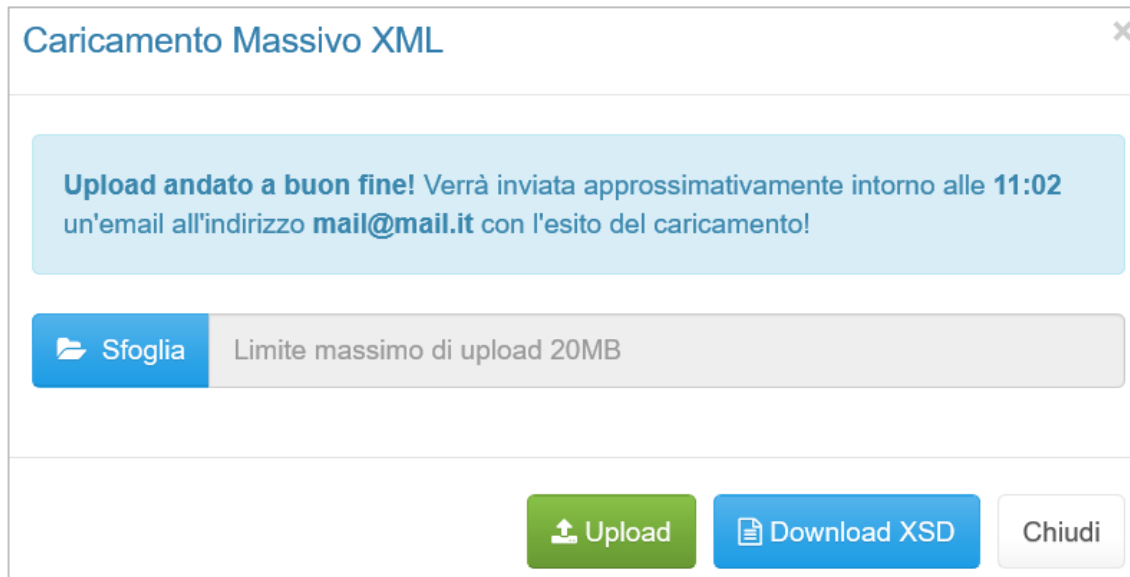 Caricamento Massivo XML
×
Upload andato a buon fine! Verrà inviata approssimativamente intorno alle 11:02
un'email all'indirizzo mail@mail.it con l'esito del caricamento!
Sfoglia Limite massimo di upload 20MB
Upload Download XSD Chiudi